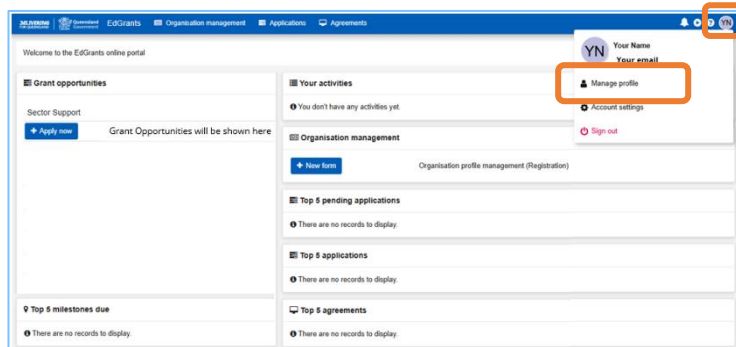 DELIVERING
FOR QUEENSLAND
Queensland
Government
EdGrants
Organisation management
Applications
Agreements
YN
Welcome to the EdGrants online portal
YN
Your Name
Your email
Manage profile
Account settings
Sign out
Grant opportunities
Sector Support
+ Apply now
Grant Opportunities will be shown here
Your activities
You don't have any activities yet.
Organisation management
+ New form
Organisation profile management (Registration)
Top 5 pending applications
There are no records to display.
Top 5 applications
There are no records to display.
Top 5 milestones due
There are no records to display.
Top 5 agreements
There are no records to display.